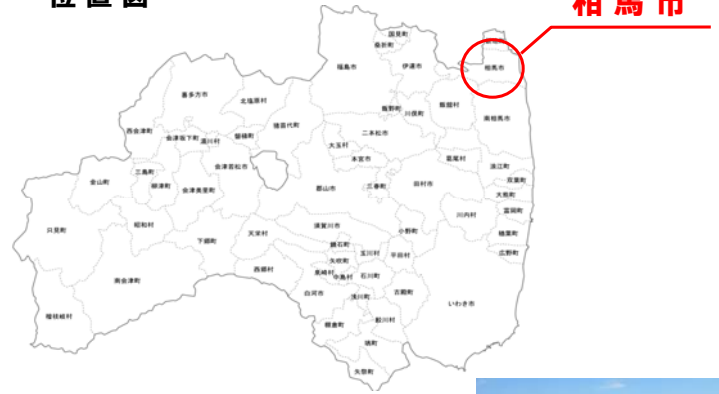 位置図
相馬市
国見町
桑折町
福島市
伊達市
相馬市
喜多方市
北塩原村
飯野町
川俣町
飯舘村
南相馬市
猪苗代町
二本松市
西会津町
会津坂下町
湯川村
磐梯町
大玉村
本宮市
葛尾村
浪江町
会津若松市
三島町
金山町
柳津町
会津美里町
郡山市
三春町
田村市
双葉町
大熊町
富岡町
川内村
昭和村
只見町
下郷町
天栄村
須賀川市
小野町
楢葉町
広野町
鏡石町
玉川村
平田村
矢吹町
西郷村
泉崎村
中島村
石川町
南会津町
白河市
浅川町
古殿町
いわき市
檜枝岐村
棚倉町
鮫川村
塙町
矢祭町